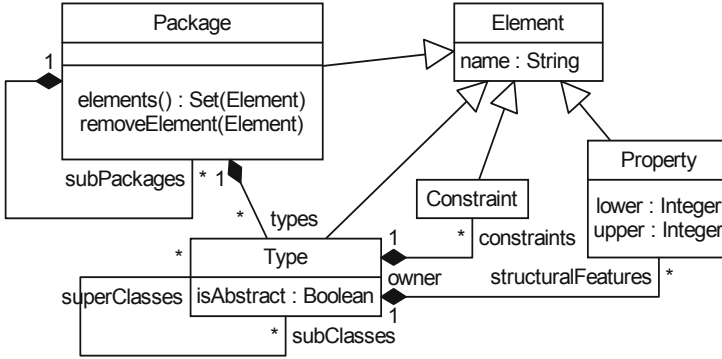 Package
Element
name : String
1
elements() : Set(Element)
removeElement(Element)
subPackages
*
1
Property
lower : Integer
upper : Integer
Constraint
*
types
Type
1
*
constraints
*
superClasses
isAbstract : Boolean
owner
structuralFeatures
*
1
*
subClasses